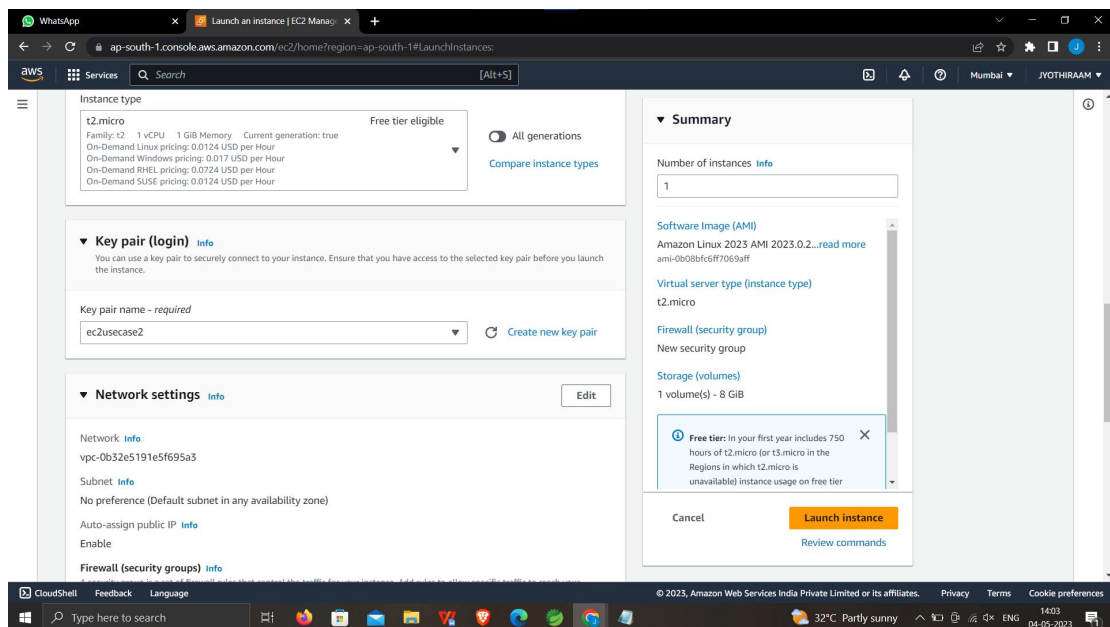 WhatsApp
Launch an instance | EC2 Manag
ap-south-1.console.aws.amazon.com/ec2/home?region=ap-south-1#LaunchInstances:
aws
Services
Search
[Alt+S]
Mumbai
JYOTHIRAAM
Instance type
t2.micro
Free tier eligible
Family: t2 1 vCPU 1 GiB Memory Current generation: true
On-Demand Linux pricing: 0.0124 USD per Hour
On-Demand Windows pricing: 0.017 USD per Hour
On-Demand RHEL pricing: 0.0724 USD per Hour
On-Demand SUSE pricing: 0.0124 USD per Hour
All generations
Compare instance types
Key pair (login) Info
You can use a key pair to securely connect to your instance. Ensure that you have access to the selected key pair before you launch
the instance.
Key pair name - required
ec2usecase2
Create new key pair
Network settings Info
Edit
Network Info
vpc-0b32e5191e5f695a3
Subnet Info
No preference (Default subnet in any availability zone)
Auto-assign public IP Info
Enable
Firewall (security groups) Info
Summary
Number of instances Info
1
Software Image (AMI)
Amazon Linux 2023 AMI 2023.0.2...read more
ami-0b08bfc6ff7069aff
Virtual server type (instance type)
t2.micro
Firewall (security group)
New security group
Storage (volumes)
1 volume(s) - 8 GiB
Free tier: In your first year includes 750
hours of t2.micro (or t3.micro in the
Regions in which t2.micro is
unavailable) instance usage on free tier
Cancel
Launch instance
Review commands
CloudShell
Feedback
Language
© 2023, Amazon Web Services India Private Limited or its affiliates.
Privacy
Terms
Cookie preferences
Type here to search
32°C Partly sunny
ENG
14:03
04-05-2023